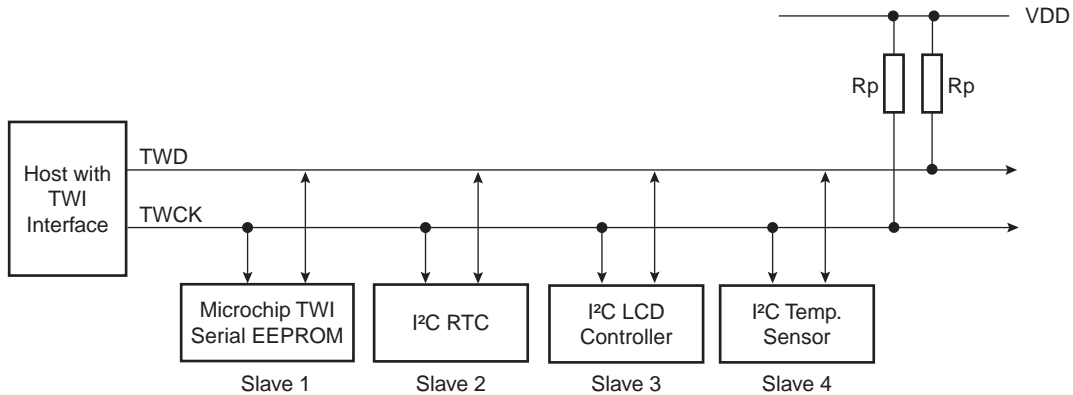 VDD
Rp
Rp
Host with
TWI
Interface
TWD
TWCK
Microchip TWI
Serial EEPROM
I²C RTC
I²C LCD
Controller
I²C Temp.
Sensor
Slave 1
Slave 2
Slave 3
Slave 4